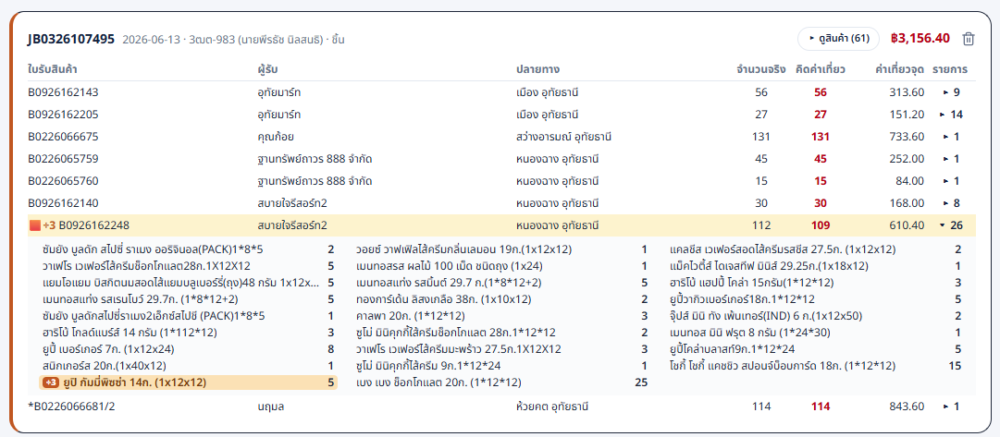 JB0326107495 2026-06-13 · 3ฒต-983 (นายพีรธัช นิลสนธิ) · ชิ้น ▸ ดูสินค้า (61) ฿3,156.40
ใบรับสินค้า ผู้รับ ปลายทาง จำนวนจริง คิดค่าเที่ยว ค่าเที่ยวจุด รายการ
B0926162143 อุทัยมาร์ท เมือง อุทัยธานี 56 56 313.60 ▸ 9
B0926162205 อุทัยมาร์ท เมือง อุทัยธานี 27 27 151.20 ▸ 14
B0226066675 คุณก้อย สว่างอารมณ์ อุทัยธานี 131 131 733.60 ▸ 1
B0226065759 ฐานทรัพย์ถาวร 888 จำกัด หนองฉาง อุทัยธานี 45 45 252.00 ▸ 1
B0226065760 ฐานทรัพย์ถาวร 888 จำกัด หนองฉาง อุทัยธานี 15 15 84.00 ▸ 1
B0926162140 สบายใจรีสอร์ท2 หนองฉาง อุทัยธานี 30 30 168.00 ▸ 8
÷3 B0926162248 สบายใจรีสอร์ท2 หนองฉาง อุทัยธานี 112 109 610.40 ▾ 26
ซัมยัง บูลดัก สไปซี่ ราเมง ออริจินอล(PACK)1*8*5 2 วอยซ์ วาฟเฟิลไส้ครีมกลิ่นเลมอน 19ก.(1x12x12) 1 แคลชีส เวเฟอร์สอดไส้ครีมรสชีส 27.5ก. (1x12x12) 2
วาเฟโร เวเฟอร์ไส้ครีมช็อกโกแลต28ก.1X12X12 5 เมนทอรส ผลไม้ 100 เม็ด ชนิดถุง (1x24) 1 แม็คไวตี้ส์ ไดเจสทีฟ มินิส์ 29.25ก.(1x18x12) 1
แยมโอแยม บิสกิตนมสอดไส้แยมบลูเบอร์รี่(ถุง)48 กรัม 1x12x... 5 เมนทอสแท่ง รสมิ้นต์ 29.7 ก.(1*8*12+2) 5 ฮาริโบ้ แฮปปี้ โคล่า 15กรัม(1*12*12) 3
เมนทอสแท่ง รสเรนโบว์ 29.7ก. (1*8*12+2) 5 ทองการ์เด้น ลิสงเกลือ 38ก. (1x10x12) 2 ยูปี้วากิวเบอร์เกอร์18ก.1*12*12 5
ซัมยัง บูลดักสไปซี่ราเมง2เอ็กซ์สไปซี (PACK)1*8*5 1 คาลพา 20ก. (1*12*12) 3 จุ๊ปส์ มินิ ทัง เพ้นเทอร์(IND) 6 ก.(1x12x50) 2
ฮาริโบ้ โกลด์แบร์ส์ 14 กรัม (1*112*12) 3 ซูโม่ มินิคุกกี้ไส้ครีมช็อกโกแลต 28ก.1*12*12 2 เมนทอส มินิ ฟรุต 8 กรัม (1*24*30) 1
ยูปี้ เบอร์เกอร์ 7ก. (1x12x24) 8 วาเฟโร เวเฟอร์ไส้ครีมมะพร้าว 27.5ก.1X12X12 3 ยูปี้โคล่าบลาสท์9ก.1*12*24 5
สนิกเกอร์ส 20ก.(1x40x12) 1 ซูโม่ มินิคุกกี้ไส้ครีม 9ก.1*12*24 1 โชกี้ โชกี้ แคชชิว สปอนจ์บ็อบการ์ด 18ก. (1*12*12) 15
÷3 ยูปี กัมมี่พิซซ่า 14ก. (1x12x12) 5 เบง เบง ช็อกโกแลต 20ก. (1*12*12) 25
*B0226066681/2 นฤมล ห้วยคต อุทัยธานี 114 114 843.60 ▸ 1